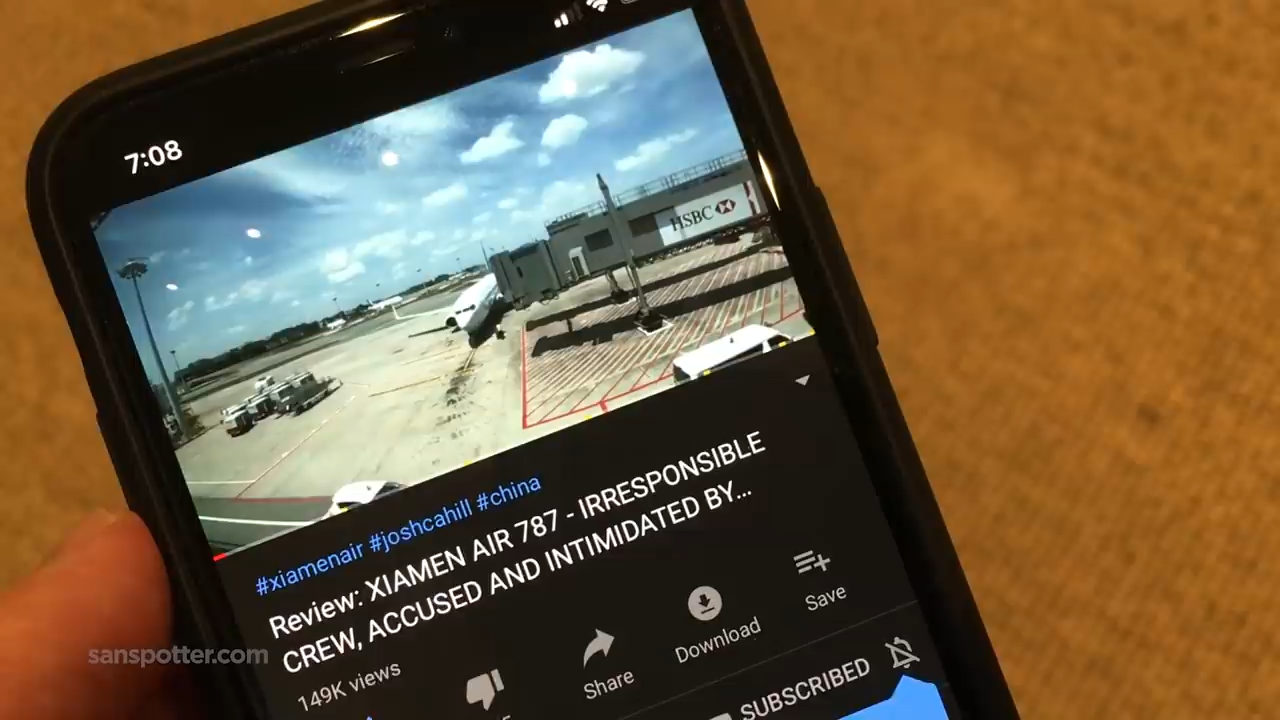 7:08
HSBC
#xiamenair #joshcahill #china
Review: XIAMEN AIR 787 - IRRESPONSIBLE
CREW, ACCUSED AND INTIMIDATED BY...
149K views
Share
Download
Save
SUBSCRIBED
sanspotter.com